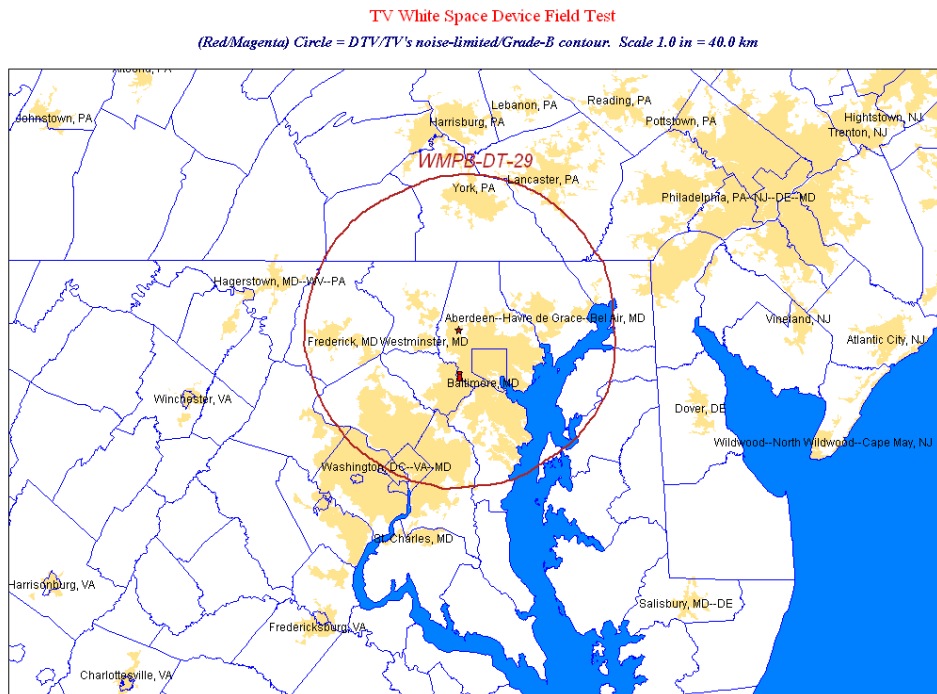 TV White Space Device Field Test
(Red/Magenta) Circle = DTV/TV's noise-limited/Grade-B contour. Scale 1.0 in = 40.0 km
PA
Johnstown, PA
Lebanon, PA
Reading, PA
Harrisburg, PA
Pottstown, PA
Hightstown, NJ
Trenton, NJ
WMPB-DT-29
Lancaster, PA
York, PA
Philadelphia, PA--NJ--DE--MD
Hagerstown, MD--WV--PA
Aberdeen--Havre de Grace--Bel Air, MD
Vineland, NJ
Frederick, MD
Westminster, MD
Atlantic City, NJ
Baltimore, MD
Winchester, VA
Dover, DE
Wildwood--North Wildwood--Cape May, NJ
Washington, DC--VA--MD
St. Charles, MD
Harrisonburg, VA
Salisbury, MD--DE
Fredericksburg, VA
Charlottesville, VA